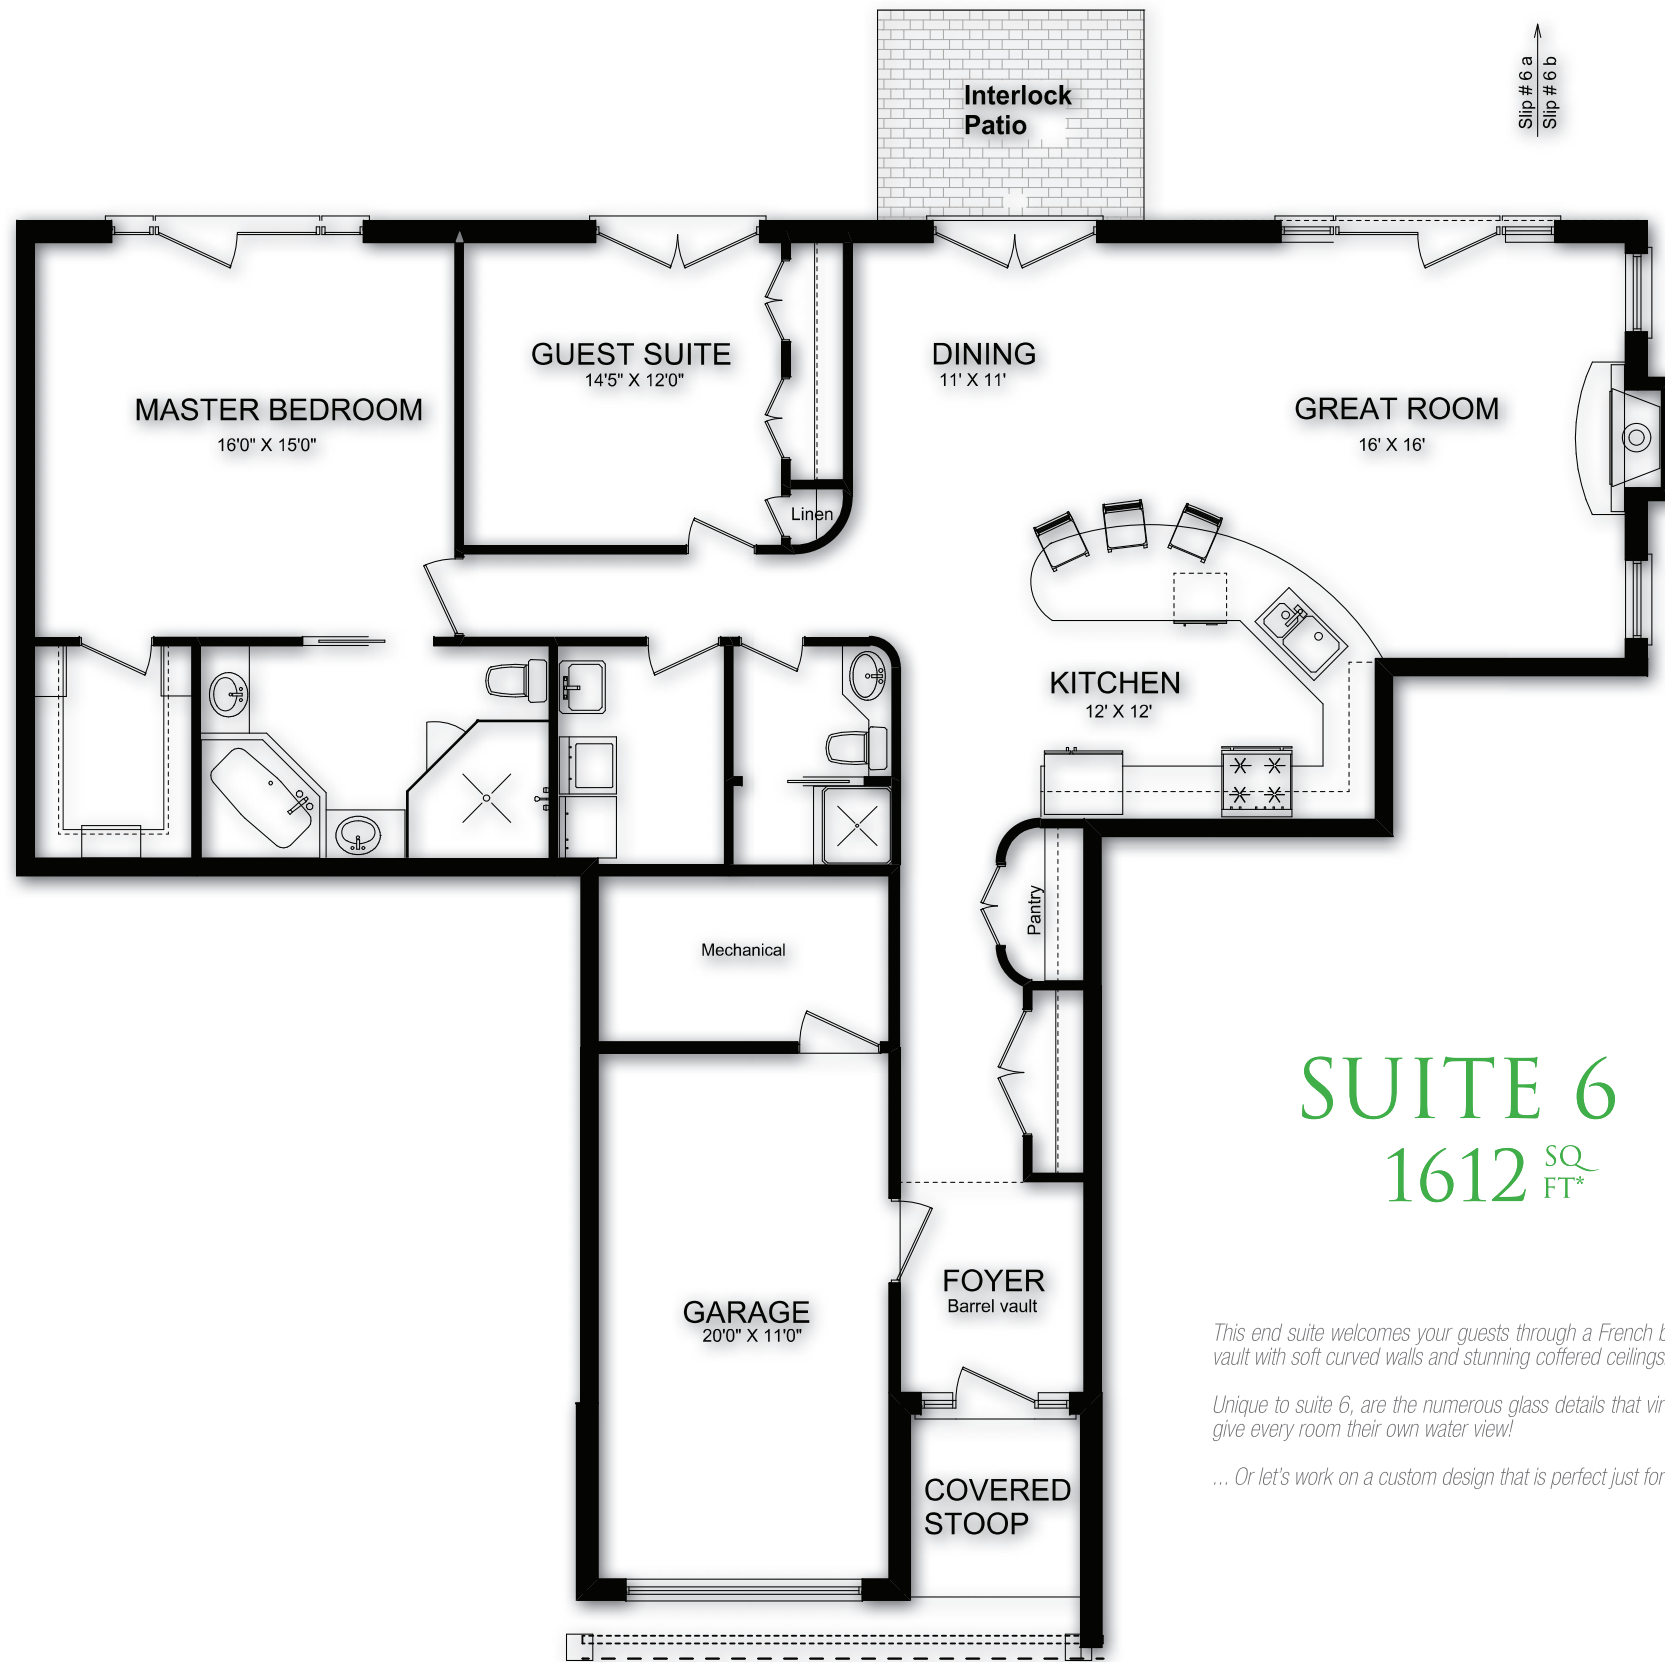 Interlock
Patio
Slip # 6 a
Slip # 6 b
GUEST SUITE
14'5" X 12'0"
DINING
11' X 11'
MASTER BEDROOM
16'0" X 15'0"
GREAT ROOM
16' X 16'
Linen
KITCHEN
12' X 12'
Pantry
Mechanical
SUITE 6
1612 SQ
FT*
FOYER
Barrel vault
GARAGE
20'0" X 11'0"
This end suite welcomes your guests through a French
vault with soft curved walls and stunning coffered ceilings
Unique to suite 6, are the numerous glass details that
give every room their own water view!
... Or let's work on a custom design that is perfect just for
COVERED
STOOP